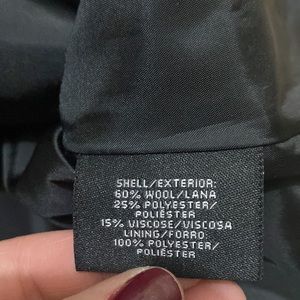 SHELL/EXTERIOR:
60% WOOL/LANA
25% POLYESTER/
POLIÉSTER
15% VISCOSE/VISCOSA
LINING/FORRO:
100% POLYESTER/
POLIÉSTER